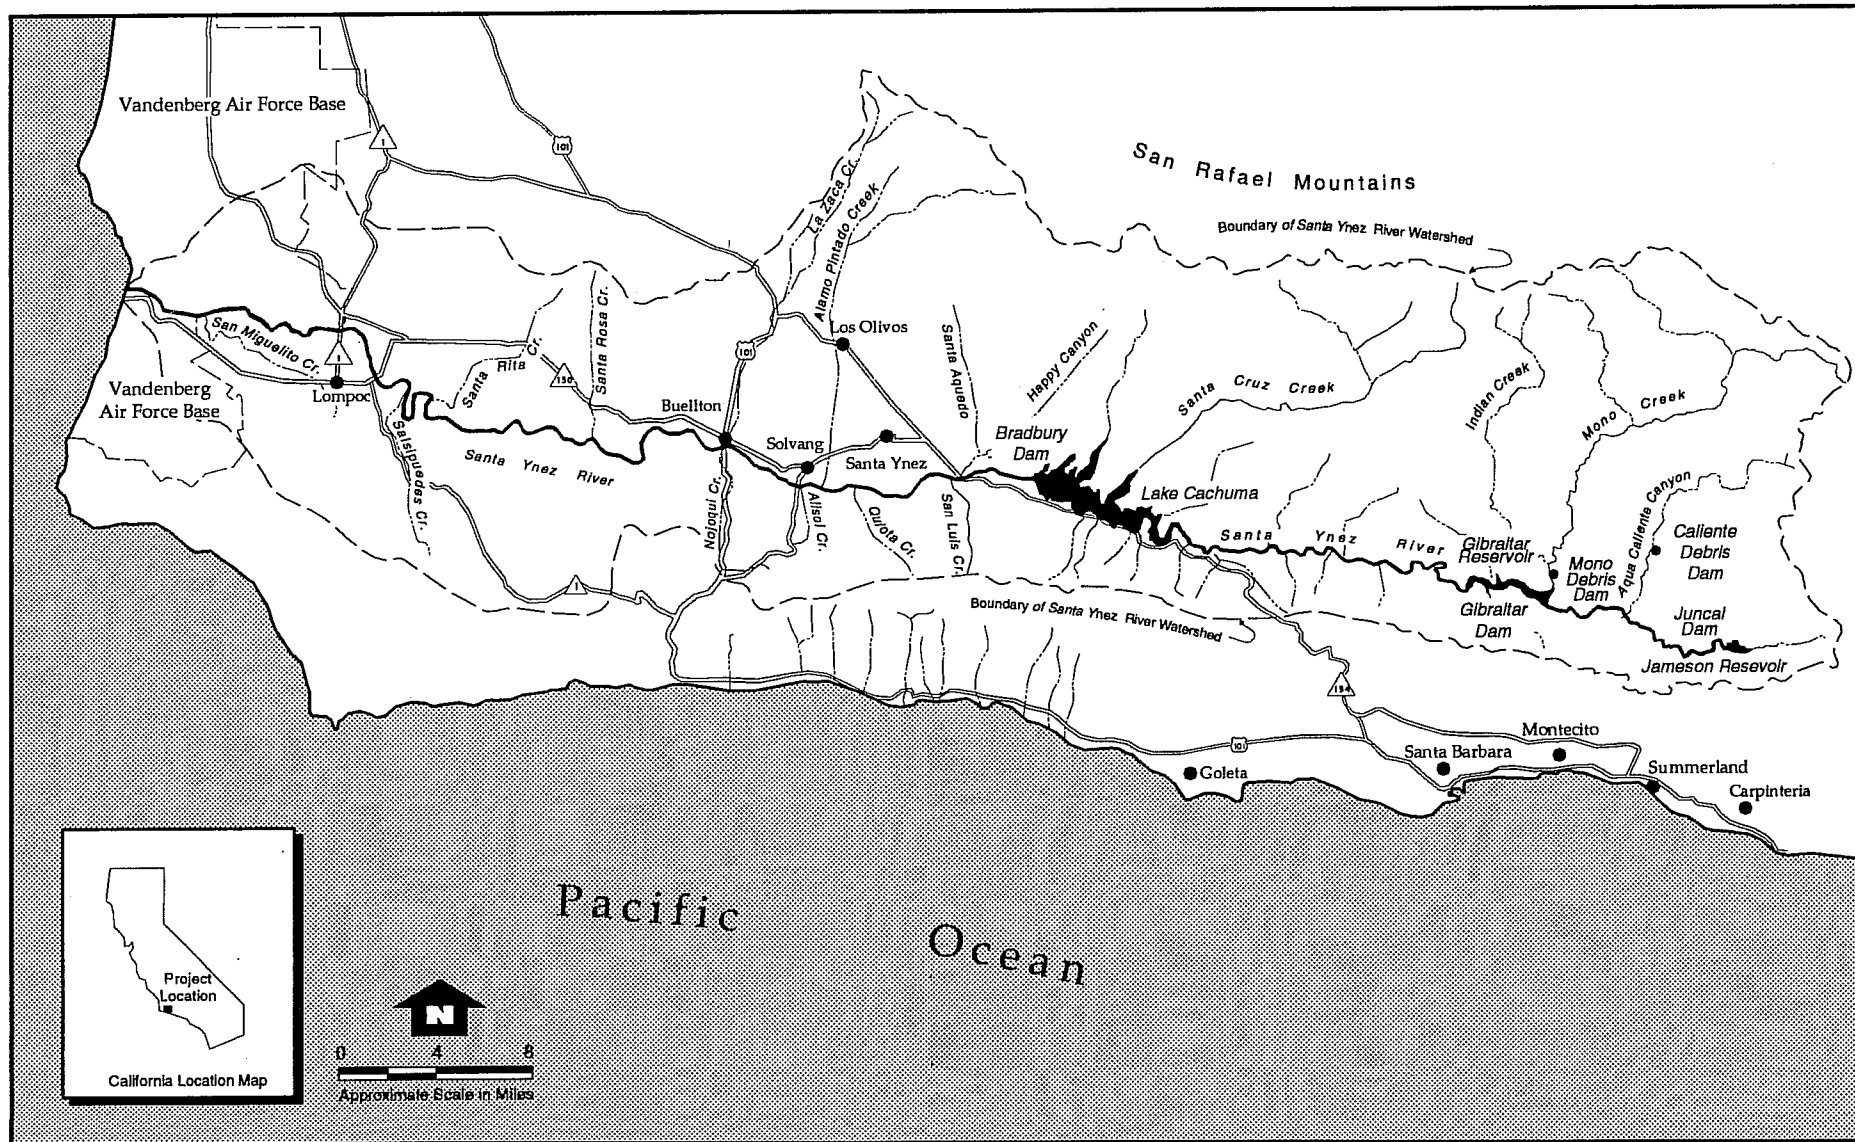 Vandenberg Air Force Base
1
101
San Rafael Mountains
Boundary of Santa Ynez River Watershed
La Zaca Cr.
Alamo Pintado Creek
San Miguelito Cr.
1
Lompoc
Vandenberg
Air Force Base
Santa Rita Cr.
150
Santa Rosa Cr.
101
Los Olivos
Buellton
Solvang
Santa Ynez
Santa Aquedo
Happy Canyon
Bradbury
Dam
Santa Cruz Creek
Indian Creek
Mono Creek
Lake Cachuma
Santa Ynez River
Salsipuedes Cr.
Nojoqui Cr.
Alisol Cr.
Quiota Cr.
San Luis Cr.
Santa Ynez River
Gibraltar
Reservoir
Mono
Debris
Dam
Aqua Caliente Canyon
Caliente
Debris
Dam
Gibraltar
Dam
Juncal
Dam
Jameson Resevoir
1
Boundary of Santa Ynez River Watershed
154
101
Goleta
Santa Barbara
Montecito
Summerland
Carpinteria
Pacific
Ocean
Project
Location
California Location Map
N
0 4 8
Approximale Scale in Miles